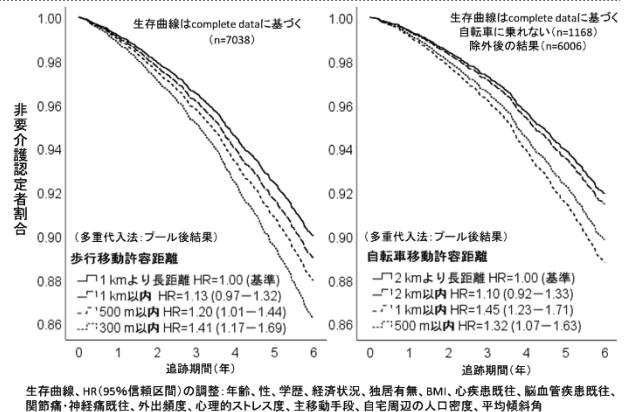 1.00
0.98
0.96
0.94
0.92
0.90
0.88
0.86
非要介護認定者割合
生存曲線はcomplete dataに基づく
（n=7038）
（多重代入法：プール後結果）
歩行移動許容距離
1 kmより長距離 HR=1.00 (基準)
1 km以内 HR=1.13 (0.97－1.32)
500 m以内 HR=1.20 (1.01－1.44)
300 m以内 HR=1.41 (1.17－1.69)
0 1 2 3 4 5 6
追跡期間（年）
1.00
0.98
0.96
0.94
0.92
0.90
0.88
0.86
生存曲線はcomplete dataに基づく
自転車に乗れない（n=1168）
除外後の結果（n=6006）
（多重代入法：プール後結果）
自転車移動許容距離
2 kmより長距離 HR=1.00 (基準)
2 km以内 HR=1.10 (0.92－1.33)
1 km以内 HR=1.45 (1.23－1.71)
500 m以内 HR=1.32 (1.07－1.63)
0 1 2 3 4 5 6
追跡期間（年）
生存曲線、HR（95%信頼区間）の調整：年齢、性、学歴、経済状況、独居有無、BMI、心疾患既往、脳血管疾患既往、
関節痛・神経痛既往、外出頻度、心理的ストレス度、主移動手段、自宅周辺の人口密度、平均傾斜角